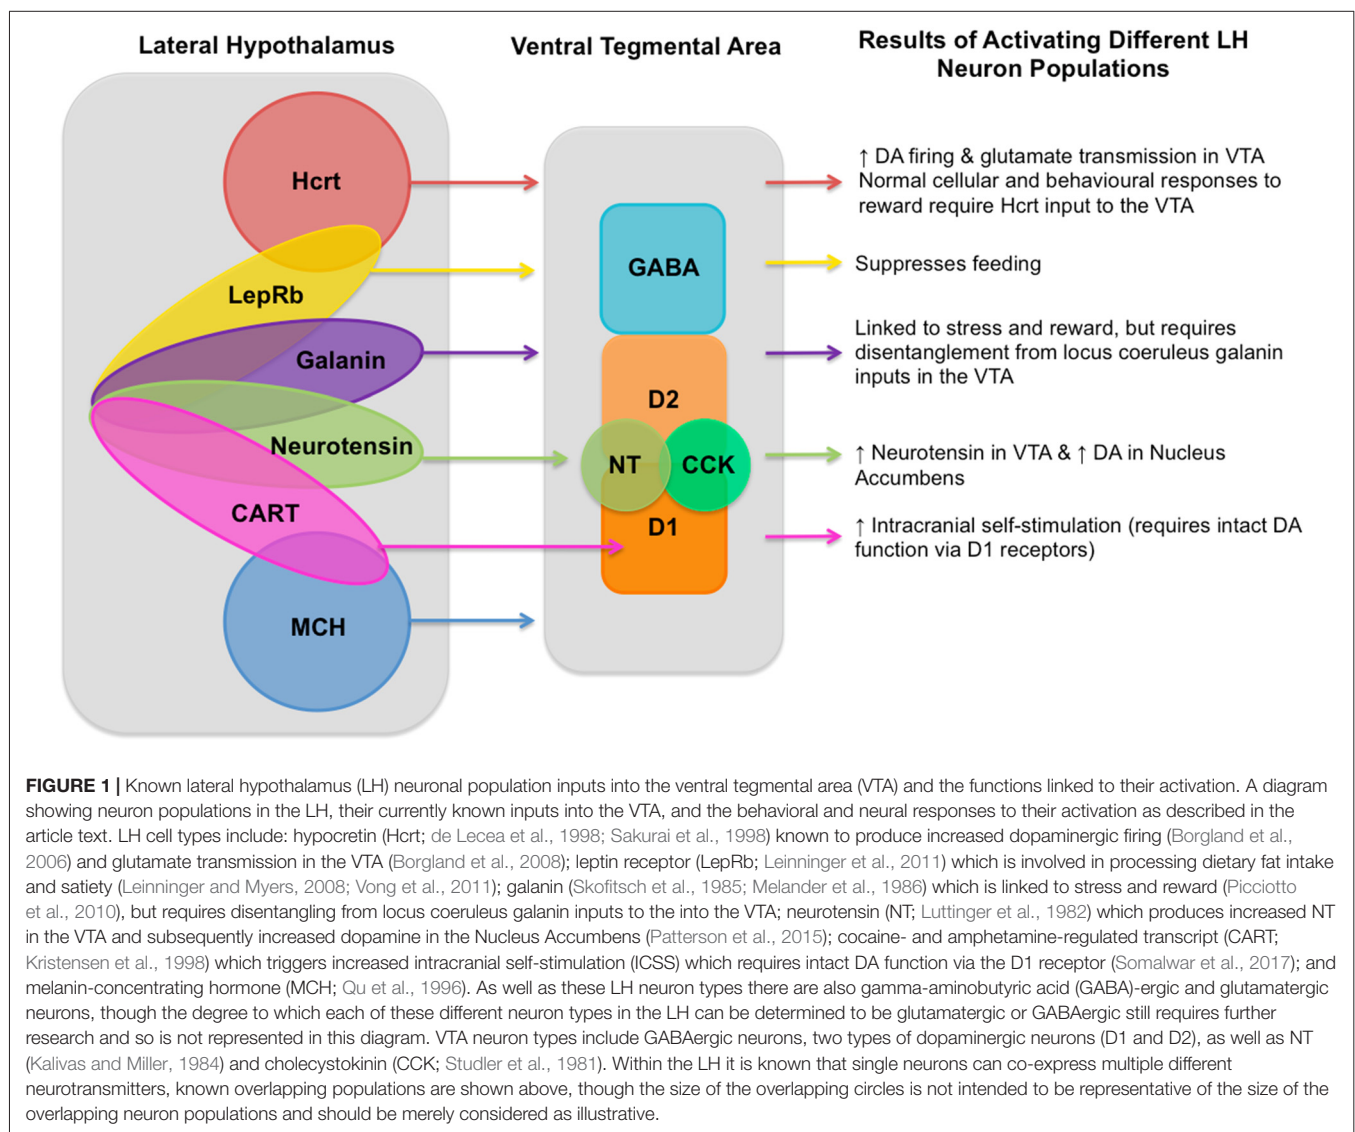 Lateral Hypothalamus
Ventral Tegmental Area
Results of Activating Different LH
Neuron Populations
Hcrt
LepRb
Galanin
Neurotensin
CART
MCH
GABA
D2
NT
CCK
D1
↑ DA firing & glutamate transmission in VTA
Normal cellular and behavioural responses to
reward require Hcrt input to the VTA
Suppresses feeding
Linked to stress and reward, but requires
disentanglement from locus coeruleus galanin
inputs in the VTA
↑ Neurotensin in VTA & ↑ DA in Nucleus
Accumbens
↑ Intracranial self-stimulation (requires intact DA
function via D1 receptors)
FIGURE 1 | Known lateral hypothalamus (LH) neuronal population inputs into the ventral tegmental area (VTA) and the functions linked to their activation. A diagram
showing neuron populations in the LH, their currently known inputs into the VTA, and the behavioral and neural responses to their activation as described in the
article text. LH cell types include: hypocretin (Hcrt; de Lecea et al., 1998; Sakurai et al., 1998) known to produce increased dopaminergic firing (Borgland et al.,
2006) and glutamate transmission in the VTA (Borgland et al., 2008); leptin receptor (LepRb; Leinninger et al., 2011) which is involved in processing dietary fat intake
and satiety (Leinninger and Myers, 2008; Vong et al., 2011); galanin (Skofitsch et al., 1985; Melander et al., 1986) which is linked to stress and reward (Picciotto
et al., 2010), but requires disentangling from locus coeruleus galanin inputs to the into the VTA; neurotensin (NT; Luttinger et al., 1982) which produces increased NT
in the VTA and subsequently increased dopamine in the Nucleus Accumbens (Patterson et al., 2015); cocaine- and amphetamine-regulated transcript (CART;
Kristensen et al., 1998) which triggers increased intracranial self-stimulation (ICSS) which requires intact DA function via the D1 receptor (Somalwar et al., 2017); and
melanin-concentrating hormone (MCH; Qu et al., 1996). As well as these LH neuron types there are also gamma-aminobutyric acid (GABA)-ergic and glutamatergic
neurons, though the degree to which each of these different neuron types in the LH can be determined to be glutamatergic or GABAergic still requires further
research and so is not represented in this diagram. VTA neuron types include GABAergic neurons, two types of dopaminergic neurons (D1 and D2), as well as NT
(Kalivas and Miller, 1984) and cholecystokinin (CCK; Studler et al., 1981). Within the LH it is known that single neurons can co-express multiple different
neurotransmitters, known overlapping populations are shown above, though the size of the overlapping circles is not intended to be representative of the size of the
overlapping neuron populations and should be merely considered as illustrative.